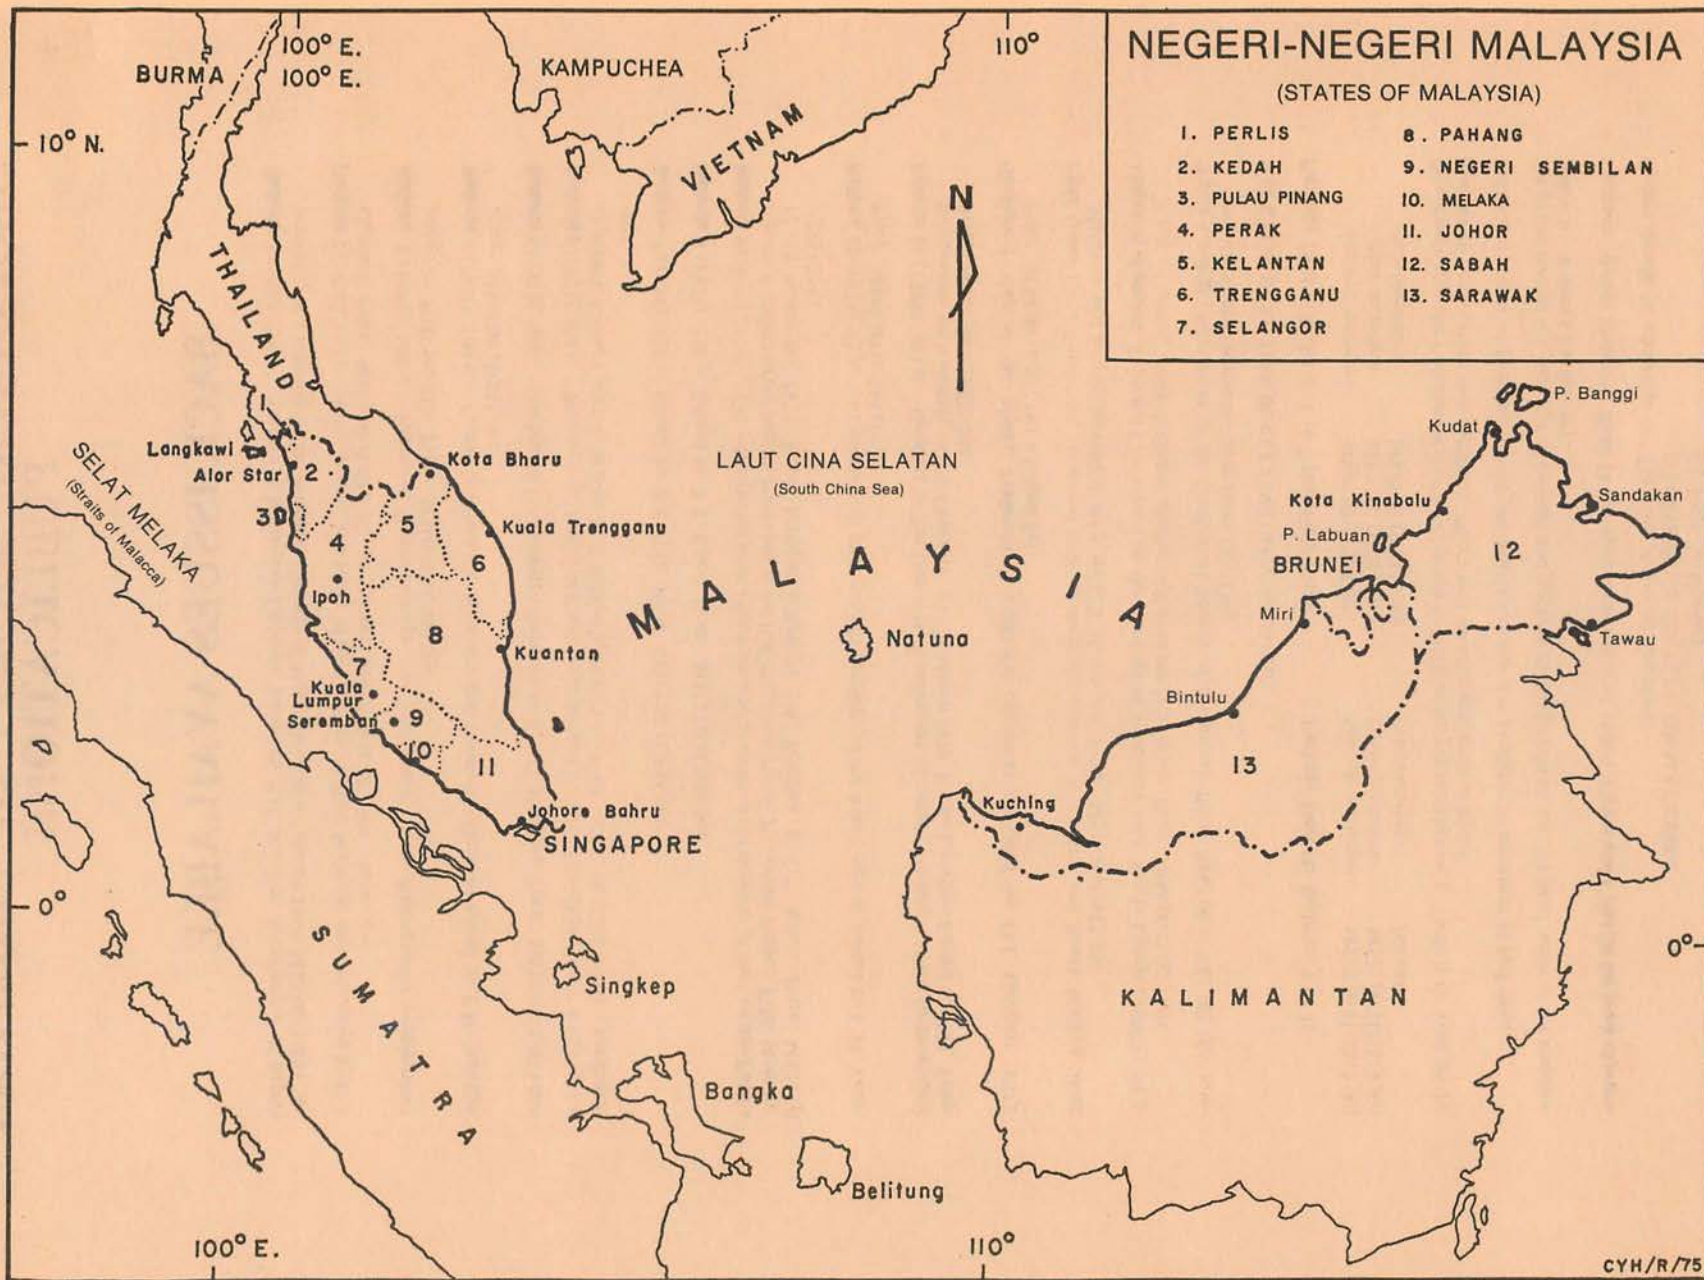 NEGERI-NEGERI MALAYSIA
(STATES OF MALAYSIA)
1. PERLIS
2. KEDAH
3. PULAU PINANG
4. PERAK
5. KELANTAN
6. TRENGGANU
7. SELANGOR
8. PAHANG
9. NEGERI SEMBILAN
10. MELAKA
11. JOHOR
12. SABAH
13. SARAWAK
100° E.
100° E.
110°
BURMA
KAMPUCHEA
10° N.
VIETNAM
N
THAILAND
P. Banggi
Kudat
1
Langkawi
Alor Star
2
Kota Bharu
LAUT CINA SELATAN
(South China Sea)
SELAT MELAKA
(Straits of Malacca)
Kota Kinabalu
Sandakan
3
5
Kuala Trengganu
4
6
P. Labuan
12
BRUNEI
MALAYSIA
Ipoh
8
Natuna
Miri
Tawau
Kuantan
7
Kuala
Lumpur
Seremban
9
Bintulu
10
11
13
Kuching
Johore Bahru
SINGAPORE
0°
0°
SUMATRA
Singkep
KALIMANTAN
Bangka
Belitung
100° E.
110°
CYH/R/75